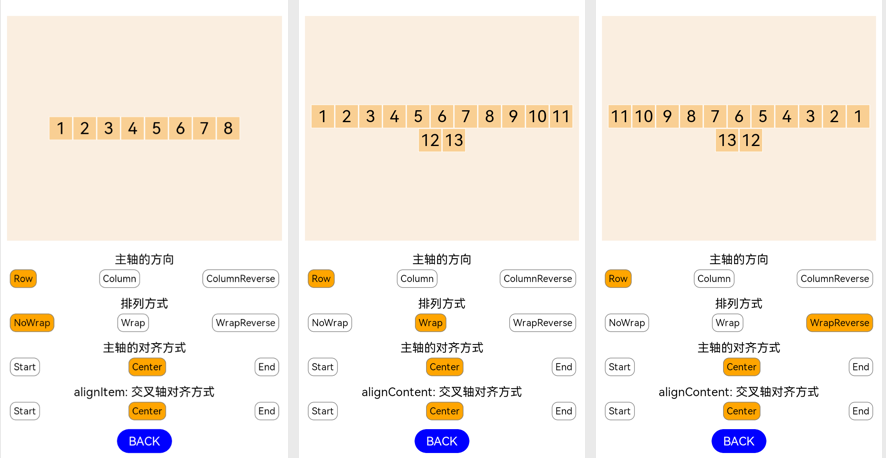 1 2 3 4 5 6 7 8
主轴的方向
Row Column ColumnReverse
排列方式
NoWrap Wrap WrapReverse
主轴的对齐方式
Start Center End
alignItem: 交叉轴对齐方式
Start Center End
BACK
1 2 3 4 5 6 7 8 9 10 11
12 13
主轴的方向
Row Column ColumnReverse
排列方式
NoWrap Wrap WrapReverse
主轴的对齐方式
Start Center End
alignContent: 交叉轴对齐方式
Start Center End
BACK
11 10 9 8 7 6 5 4 3 2 1
13 12
主轴的方向
Row Column ColumnReverse
排列方式
NoWrap Wrap WrapReverse
主轴的对齐方式
Start Center End
alignContent: 交叉轴对齐方式
Start Center End
BACK